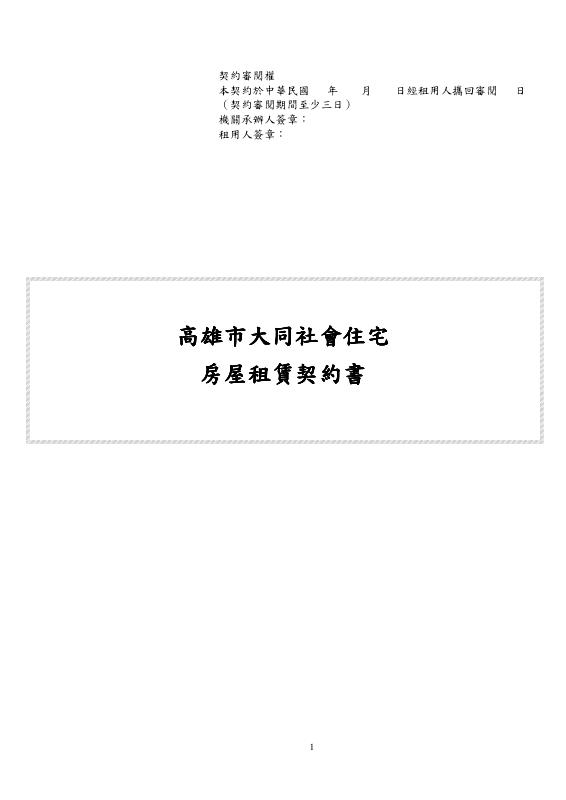 契約審閱權
本契約於中華民國　　年　　月　　日經租用人攜回審閱　　日
（契約審閱期間至少三日）
機關承辦人簽章：
租用人簽章：
高雄市大同社會住宅
房屋租賃契約書
1